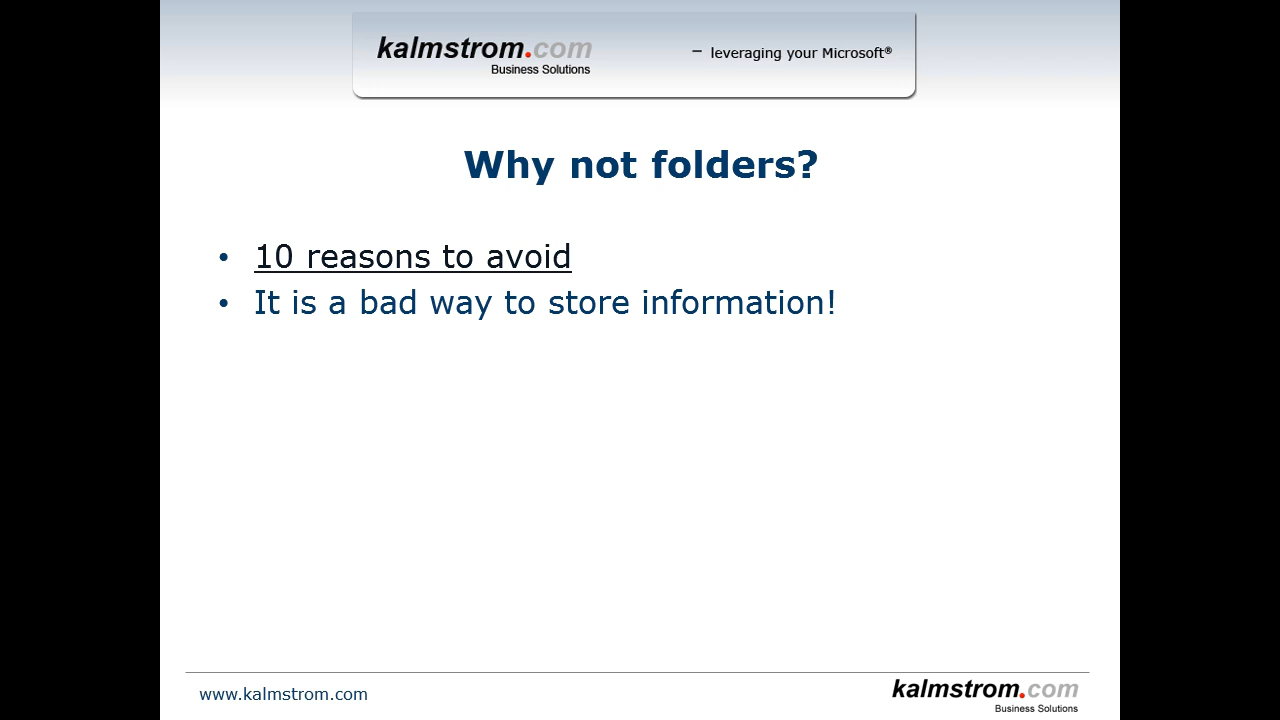 kalmstrom.com
Business Solutions
– leveraging your Microsoft®
Why not folders?
• 10 reasons to avoid
• It is a bad way to store information!
www.kalmstrom.com
kalmstrom.com
Business Solutions